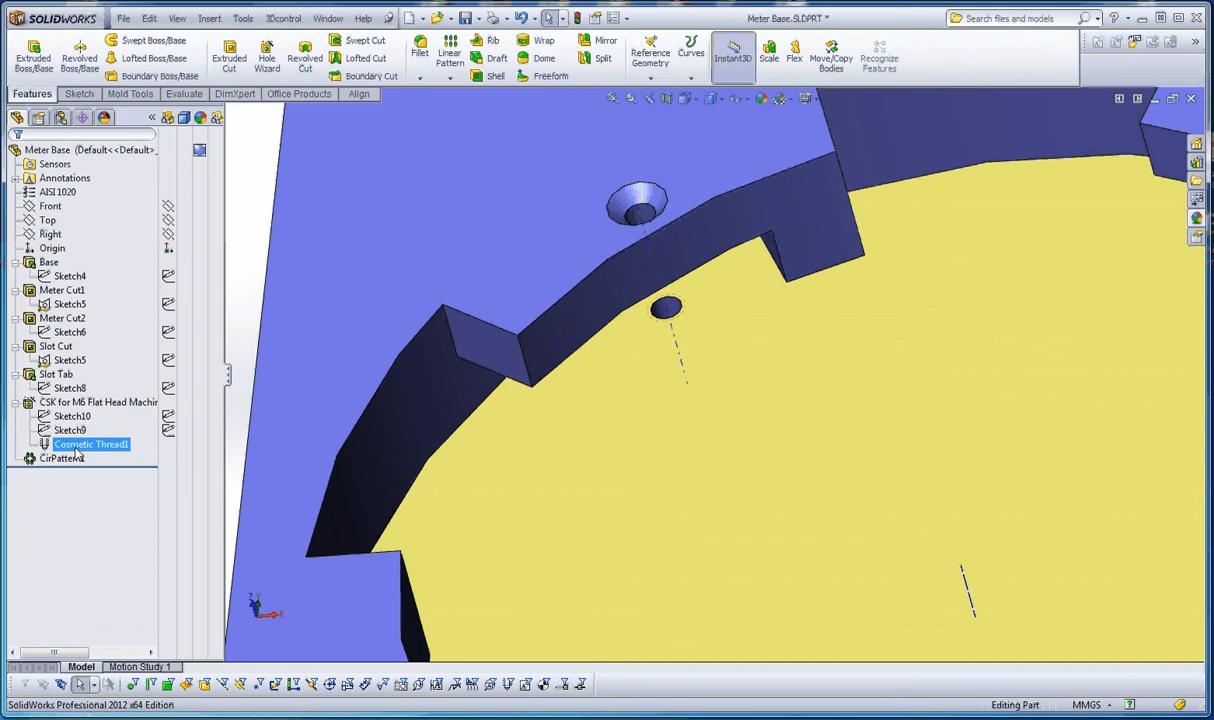 SOLIDWORKS File Edit View Insert Tools 3Dcontrol Window Help Meter Base.SLDPRT * Search files and models
Extruded Boss/Base
Revolved Boss/Base
Swept Boss/Base
Lofted Boss/Base
Boundary Boss/Base
Extruded Cut
Hole Wizard
Revolved Cut
Swept Cut
Lofted Cut
Boundary Cut
Fillet
Linear Pattern
Rib
Draft
Shell
Wrap
Dome
Freeform
Mirror
Split
Reference Geometry
Curves
Instant3D
Scale
Flex
Move/Copy Bodies
Recognize Features
Features Sketch Mold Tools Evaluate DimXpert Office Products Align
Meter Base (Default<<Default>_
Sensors
Annotations
AISI 1020
Front
Top
Right
Origin
Base
Sketch4
Meter Cut1
Sketch5
Meter Cut2
Sketch6
Slot Cut
Sketch5
Slot Tab
Sketch8
CSK for M6 Flat Head Machin
Sketch10
Sketch9
Cosmetic Thread1
CirPattern1
Z Y X
Model Motion Study 1
SolidWorks Professional 2012 x64 Edition Editing Part MMGS